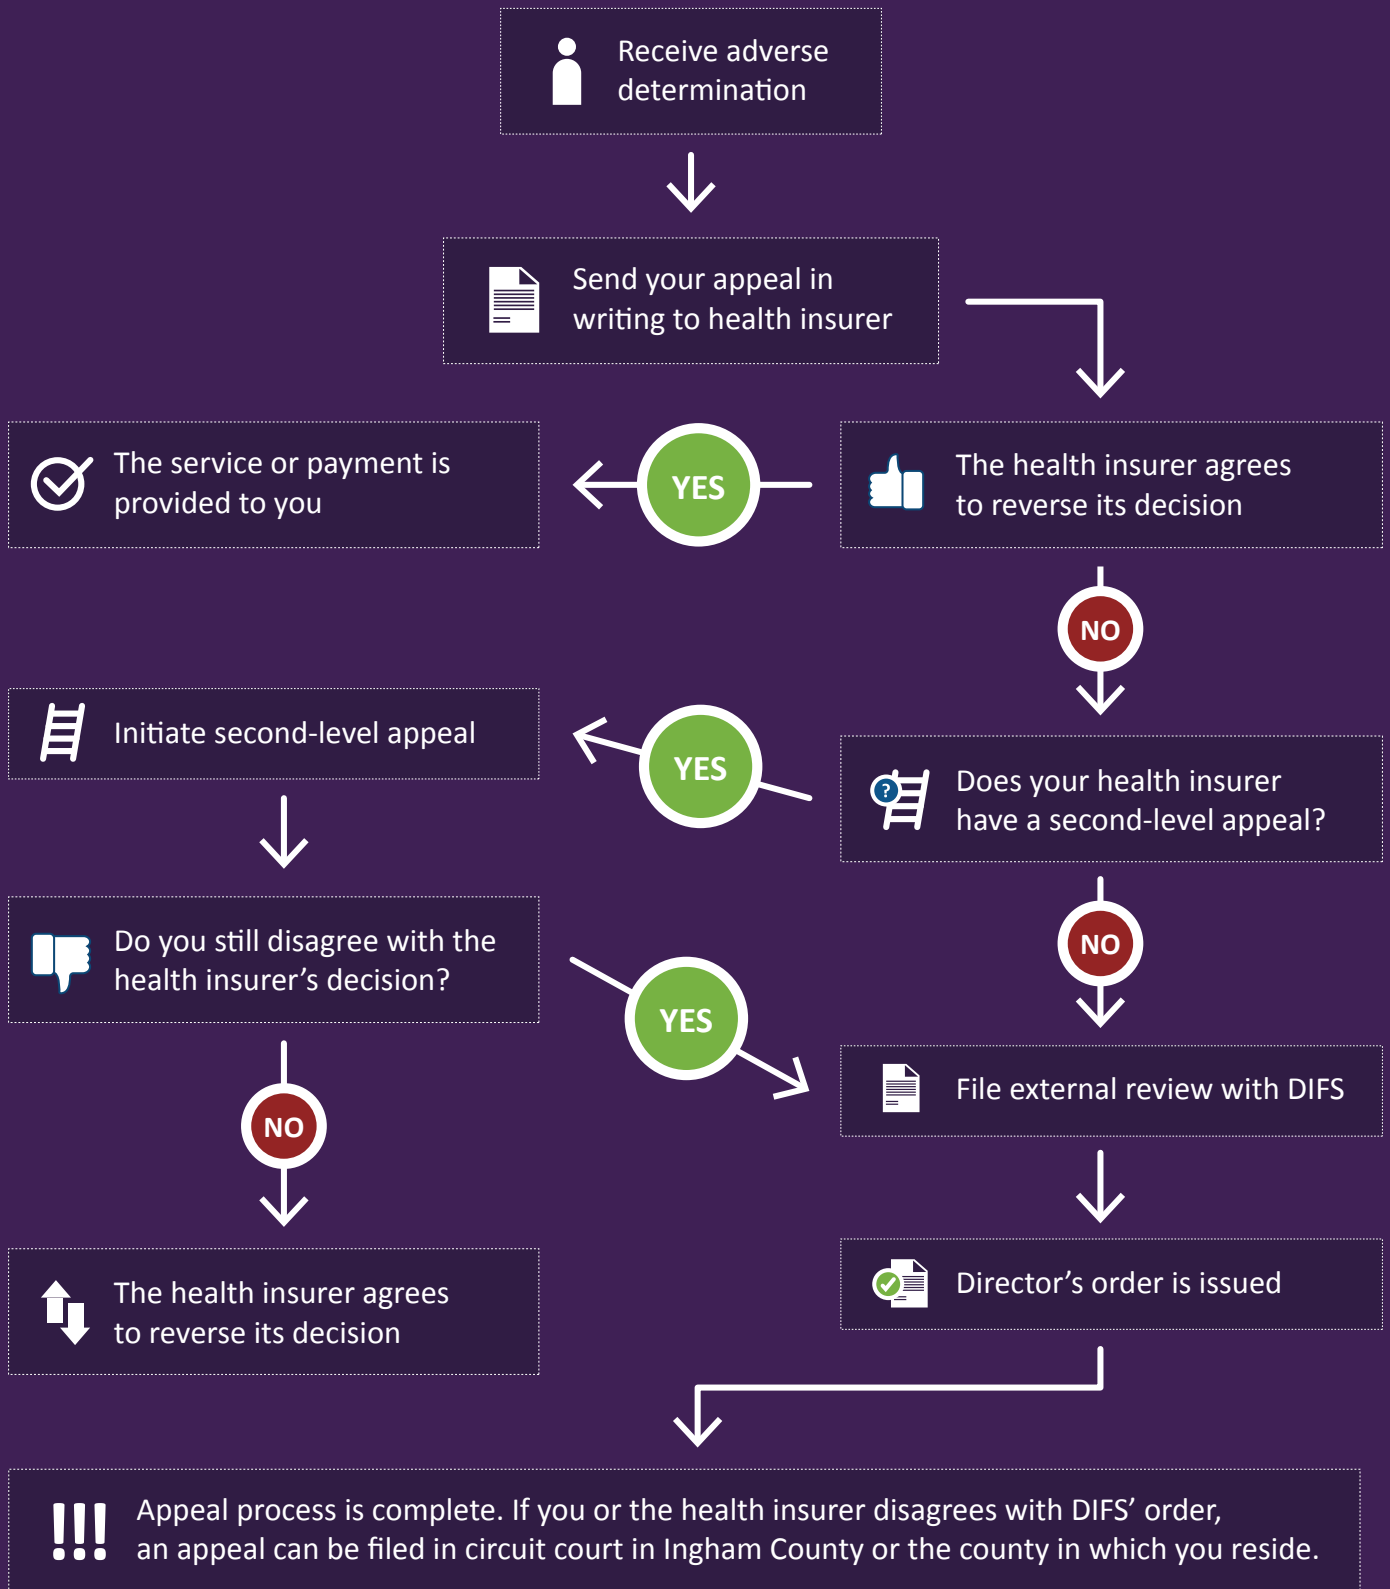 Receive adverse
determination
Send your appeal in
writing to health insurer
The health insurer agrees
to reverse its decision
YES
The service or payment is
provided to you
NO
Does your health insurer
have a second-level appeal?
?
YES
Initiate second-level appeal
Do you still disagree with the
health insurer’s decision?
YES
NO
NO
The health insurer agrees
to reverse its decision
File external review with DIFS
Director’s order is issued
!!! Appeal process is complete. If you or the health insurer disagrees with DIFS’ order,
an appeal can be filed in circuit court in Ingham County or the county in which you reside.